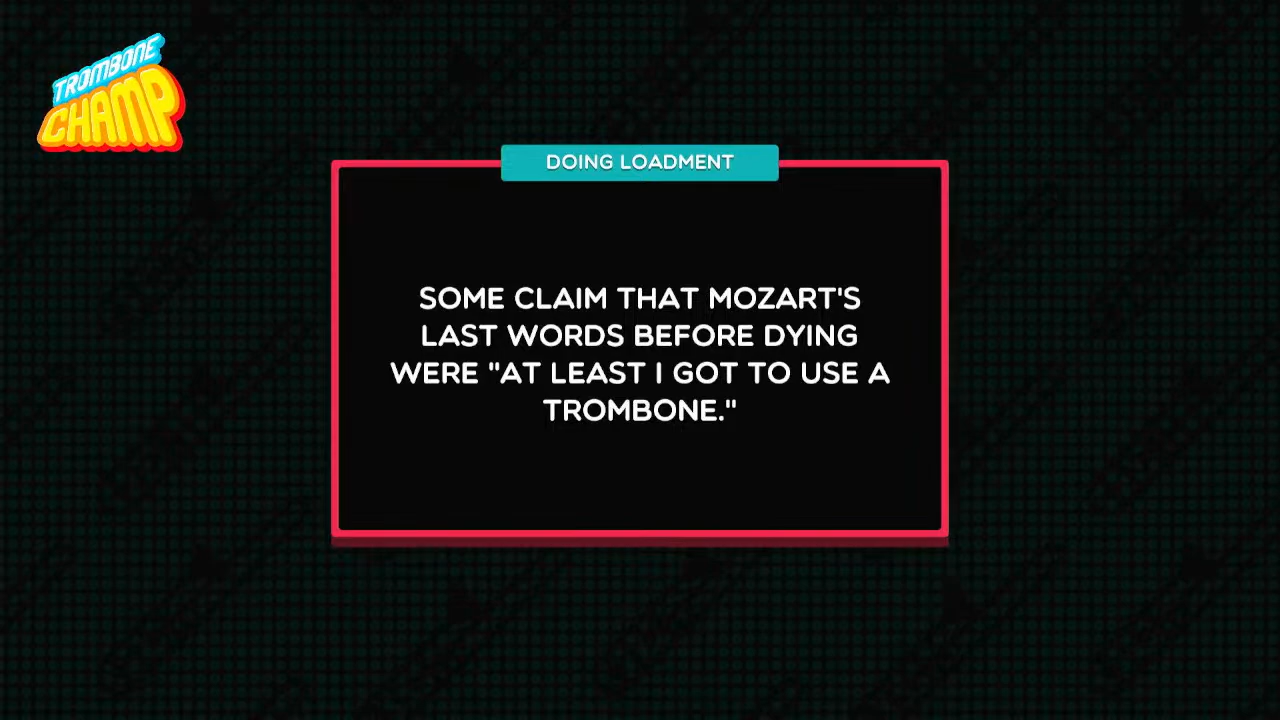 TROMBONE
CHAMP
DOING LOADMENT
SOME CLAIM THAT MOZART'S
LAST WORDS BEFORE DYING
WERE "AT LEAST I GOT TO USE A
TROMBONE."